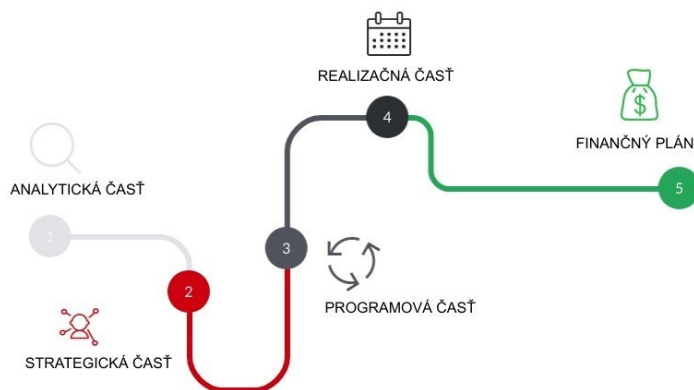 ANALYTICKÁ ČASŤ
1
2
STRATEGICKÁ ČASŤ
3
PROGRAMOVÁ ČASŤ
REALIZAČNÁ ČASŤ
4
$
FINANČNÝ PLÁN
5